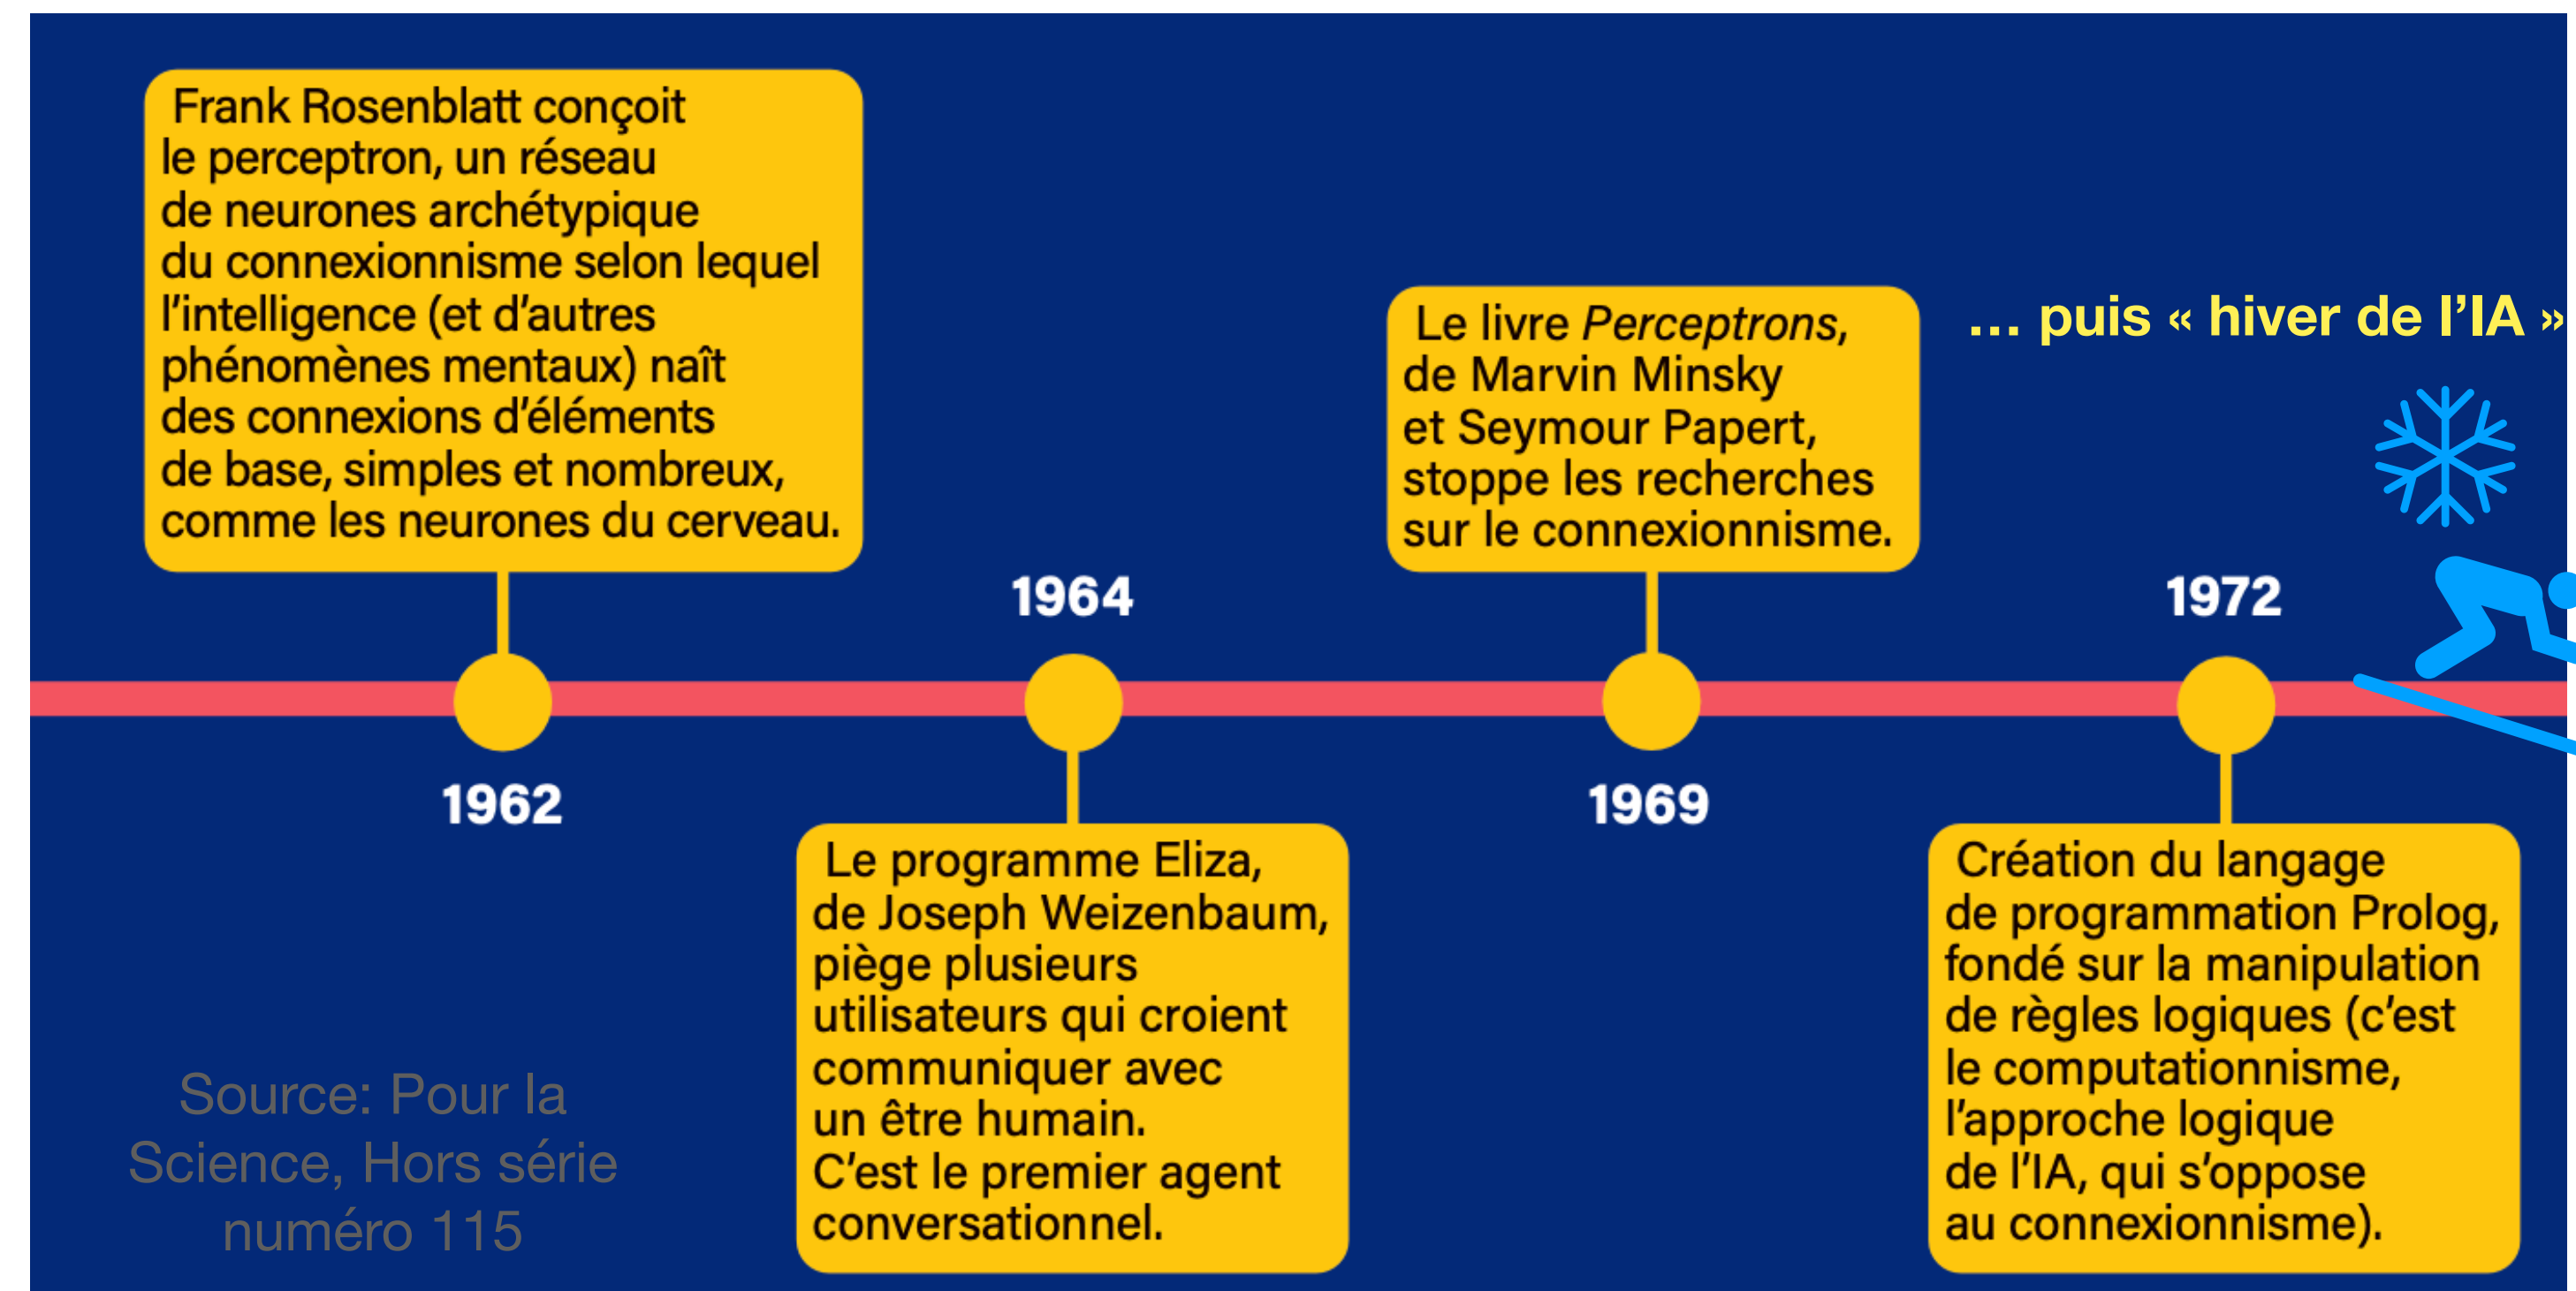 Frank Rosenblatt conçoit
le perceptron, un réseau
de neurones archétypique
du connexionnisme selon lequel
l’intelligence (et d’autres
phénomènes mentaux) naît
des connexions d’éléments
de base, simples et nombreux,
comme les neurones du cerveau.
1962
1964
Le programme Eliza,
de Joseph Weizenbaum,
piège plusieurs
utilisateurs qui croient
communiquer avec
un être humain.
C’est le premier agent
conversationnel.
Le livre Perceptrons,
de Marvin Minsky
et Seymour Papert,
stoppe les recherches
sur le connexionnisme.
1969
… puis « hiver de l’IA »
1972
Création du langage
de programmation Prolog,
fondé sur la manipulation
de règles logiques (c’est
le computationnisme,
l’approche logique
de l’IA, qui s’oppose
au connexionnisme).
Source: Pour la
Science, Hors série
numéro 115